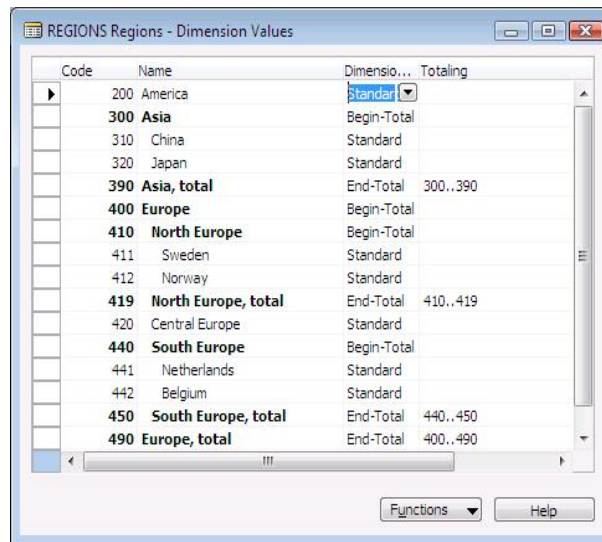 REGIONS Regions - Dimension Values
Code Name Dimensio... Totaling
200 America Standar
300 Asia Begin-Total
310 China Standard
320 Japan Standard
390 Asia, total End-Total 300..390
400 Europe Begin-Total
410 North Europe Begin-Total
411 Sweden Standard
412 Norway Standard
419 North Europe, total End-Total 410..419
420 Central Europe Standard
440 South Europe Begin-Total
441 Netherlands Standard
442 Belgium Standard
450 South Europe, total End-Total 440..450
490 Europe, total End-Total 400..490
Functions Help